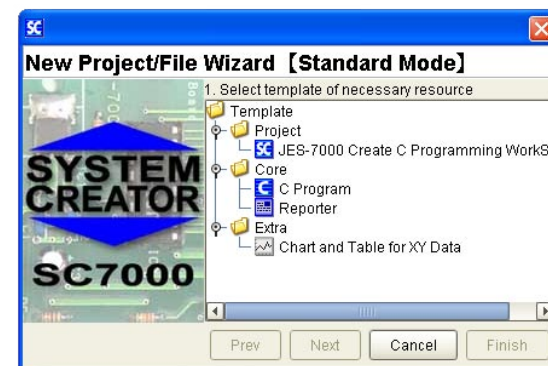 SC
New Project/File Wizard【Standard Mode】
1. Select template of necessary resource
Template
Project
SC JES-7000 Create C Programming WorkS
Core
C C Program
Reporter
Extra
Chart and Table for XY Data
SYSTEM
CREATOR
SC7000
Prev Next Cancel Finish